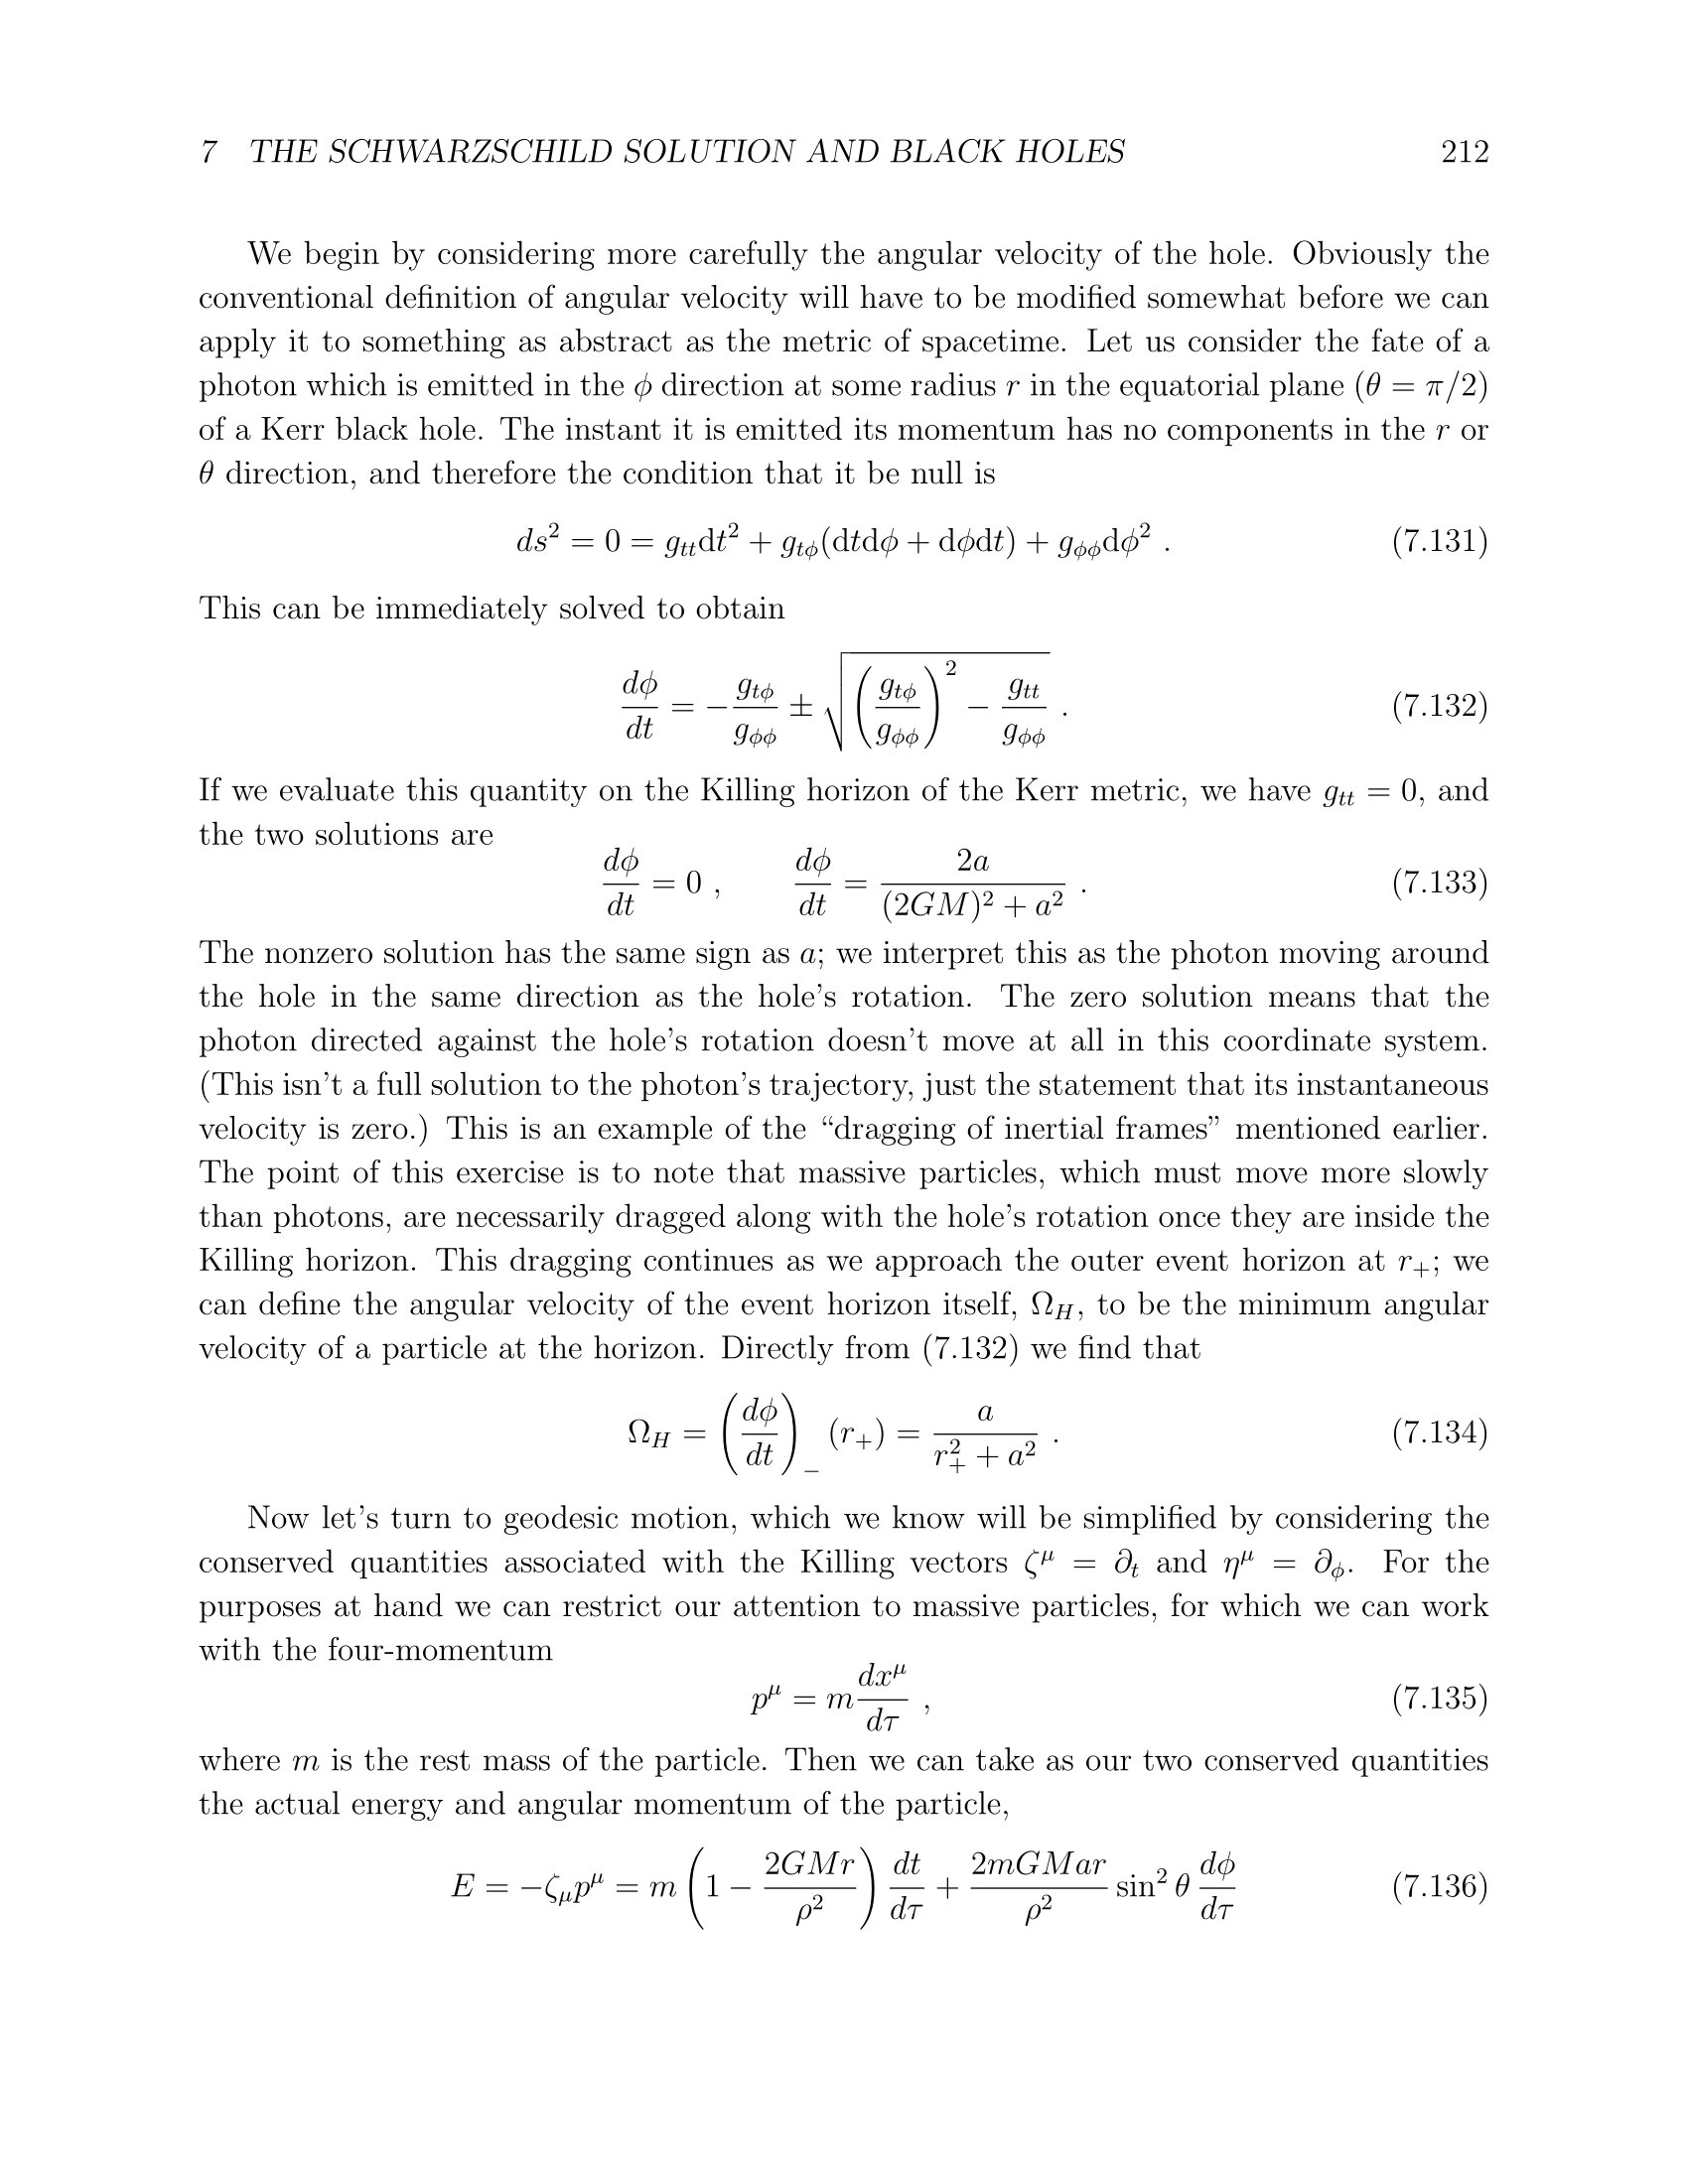 7 THE SCHWARZSCHILD SOLUTION AND BLACK HOLES 212
We begin by considering more carefully the angular velocity of the hole. Obviously the
conventional definition of angular velocity will have to be modified somewhat before we can
apply it to something as abstract as the metric of spacetime. Let us consider the fate of a
photon which is emitted in the ϕ direction at some radius r in the equatorial plane (θ = π/2)
of a Kerr black hole. The instant it is emitted its momentum has no components in the r or
θ direction, and therefore the condition that it be null is
$ds^2 = 0 = g_{tt}\mathrm{d}t^2 + g_{t\phi}(\mathrm{d}t\mathrm{d}\phi + \mathrm{d}\phi\mathrm{d}t) + g_{\phi\phi}\mathrm{d}\phi^2$ . (7.131)
This can be immediately solved to obtain
$\frac{d\phi}{dt} = -\frac{g_{t\phi}}{g_{\phi\phi}} \pm \sqrt{\left(\frac{g_{t\phi}}{g_{\phi\phi}}\right)^2 - \frac{g_{tt}}{g_{\phi\phi}}}$ . (7.132)
If we evaluate this quantity on the Killing horizon of the Kerr metric, we have $g_{tt} = 0$, and
the two solutions are
$\frac{d\phi}{dt} = 0$ , $\frac{d\phi}{dt} = \frac{2a}{(2GM)^2 + a^2}$ . (7.133)
The nonzero solution has the same sign as a; we interpret this as the photon moving around
the hole in the same direction as the hole's rotation. The zero solution means that the
photon directed against the hole's rotation doesn't move at all in this coordinate system.
(This isn't a full solution to the photon's trajectory, just the statement that its instantaneous
velocity is zero.) This is an example of the “dragging of inertial frames” mentioned earlier.
The point of this exercise is to note that massive particles, which must move more slowly
than photons, are necessarily dragged along with the hole's rotation once they are inside the
Killing horizon. This dragging continues as we approach the outer event horizon at $r_+$; we
can define the angular velocity of the event horizon itself, $\Omega_H$, to be the minimum angular
velocity of a particle at the horizon. Directly from (7.132) we find that
$\Omega_H = \left(\frac{d\phi}{dt}\right)_- (r_+) = \frac{a}{r_+^2 + a^2}$ . (7.134)
Now let's turn to geodesic motion, which we know will be simplified by considering the
conserved quantities associated with the Killing vectors $\zeta^\mu = \partial_t$ and $\eta^\mu = \partial_\phi$. For the
purposes at hand we can restrict our attention to massive particles, for which we can work
with the four-momentum
$p^\mu = m\frac{dx^\mu}{d\tau}$ , (7.135)
where m is the rest mass of the particle. Then we can take as our two conserved quantities
the actual energy and angular momentum of the particle,
$E = -\zeta_\mu p^\mu = m\left(1 - \frac{2GMr}{\rho^2}\right)\frac{dt}{d\tau} + \frac{2mGMar}{\rho^2}\sin^2\theta\,\frac{d\phi}{d\tau}$ (7.136)